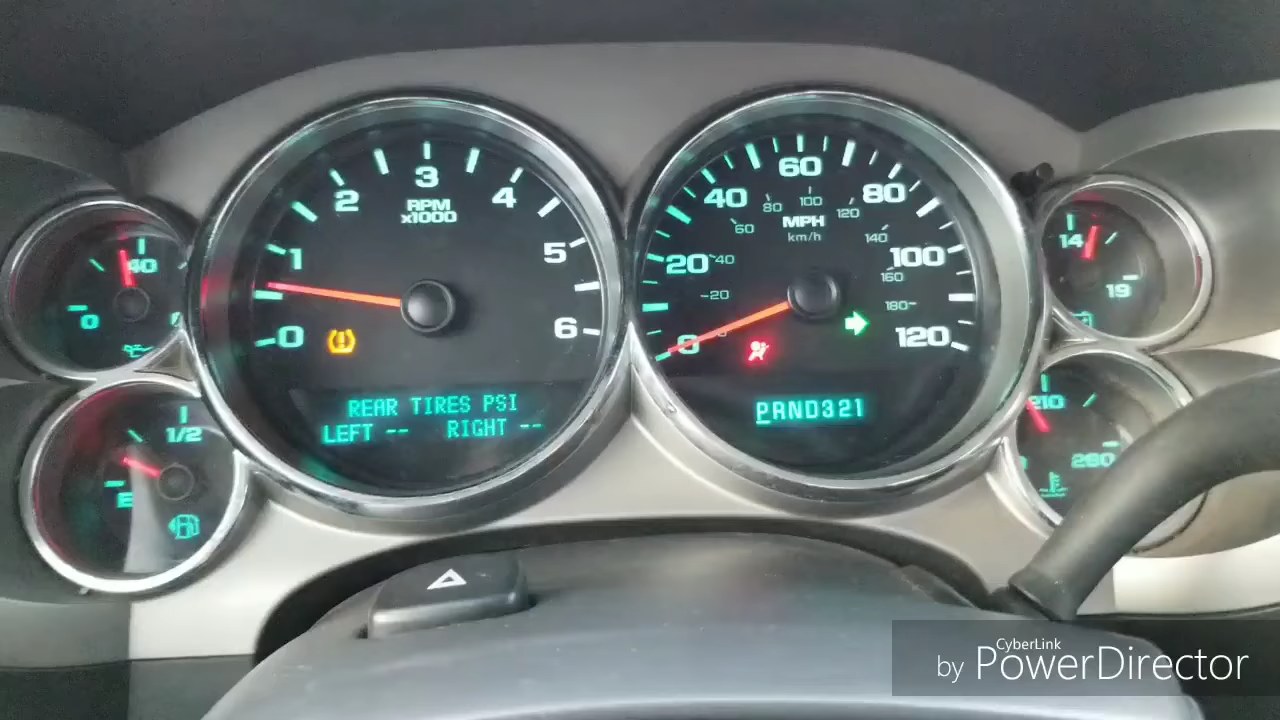 0 1 2 3 4 5 6
RPM
x1000
REAR TIRES PSI
LEFT -- RIGHT --
0 20 40 60 80 100 120
MPH
km/h
20 40 60 80 100 120 140 160 180
PRND321
0 40
E 1/2
14 19
210 260
CyberLink
by PowerDirector